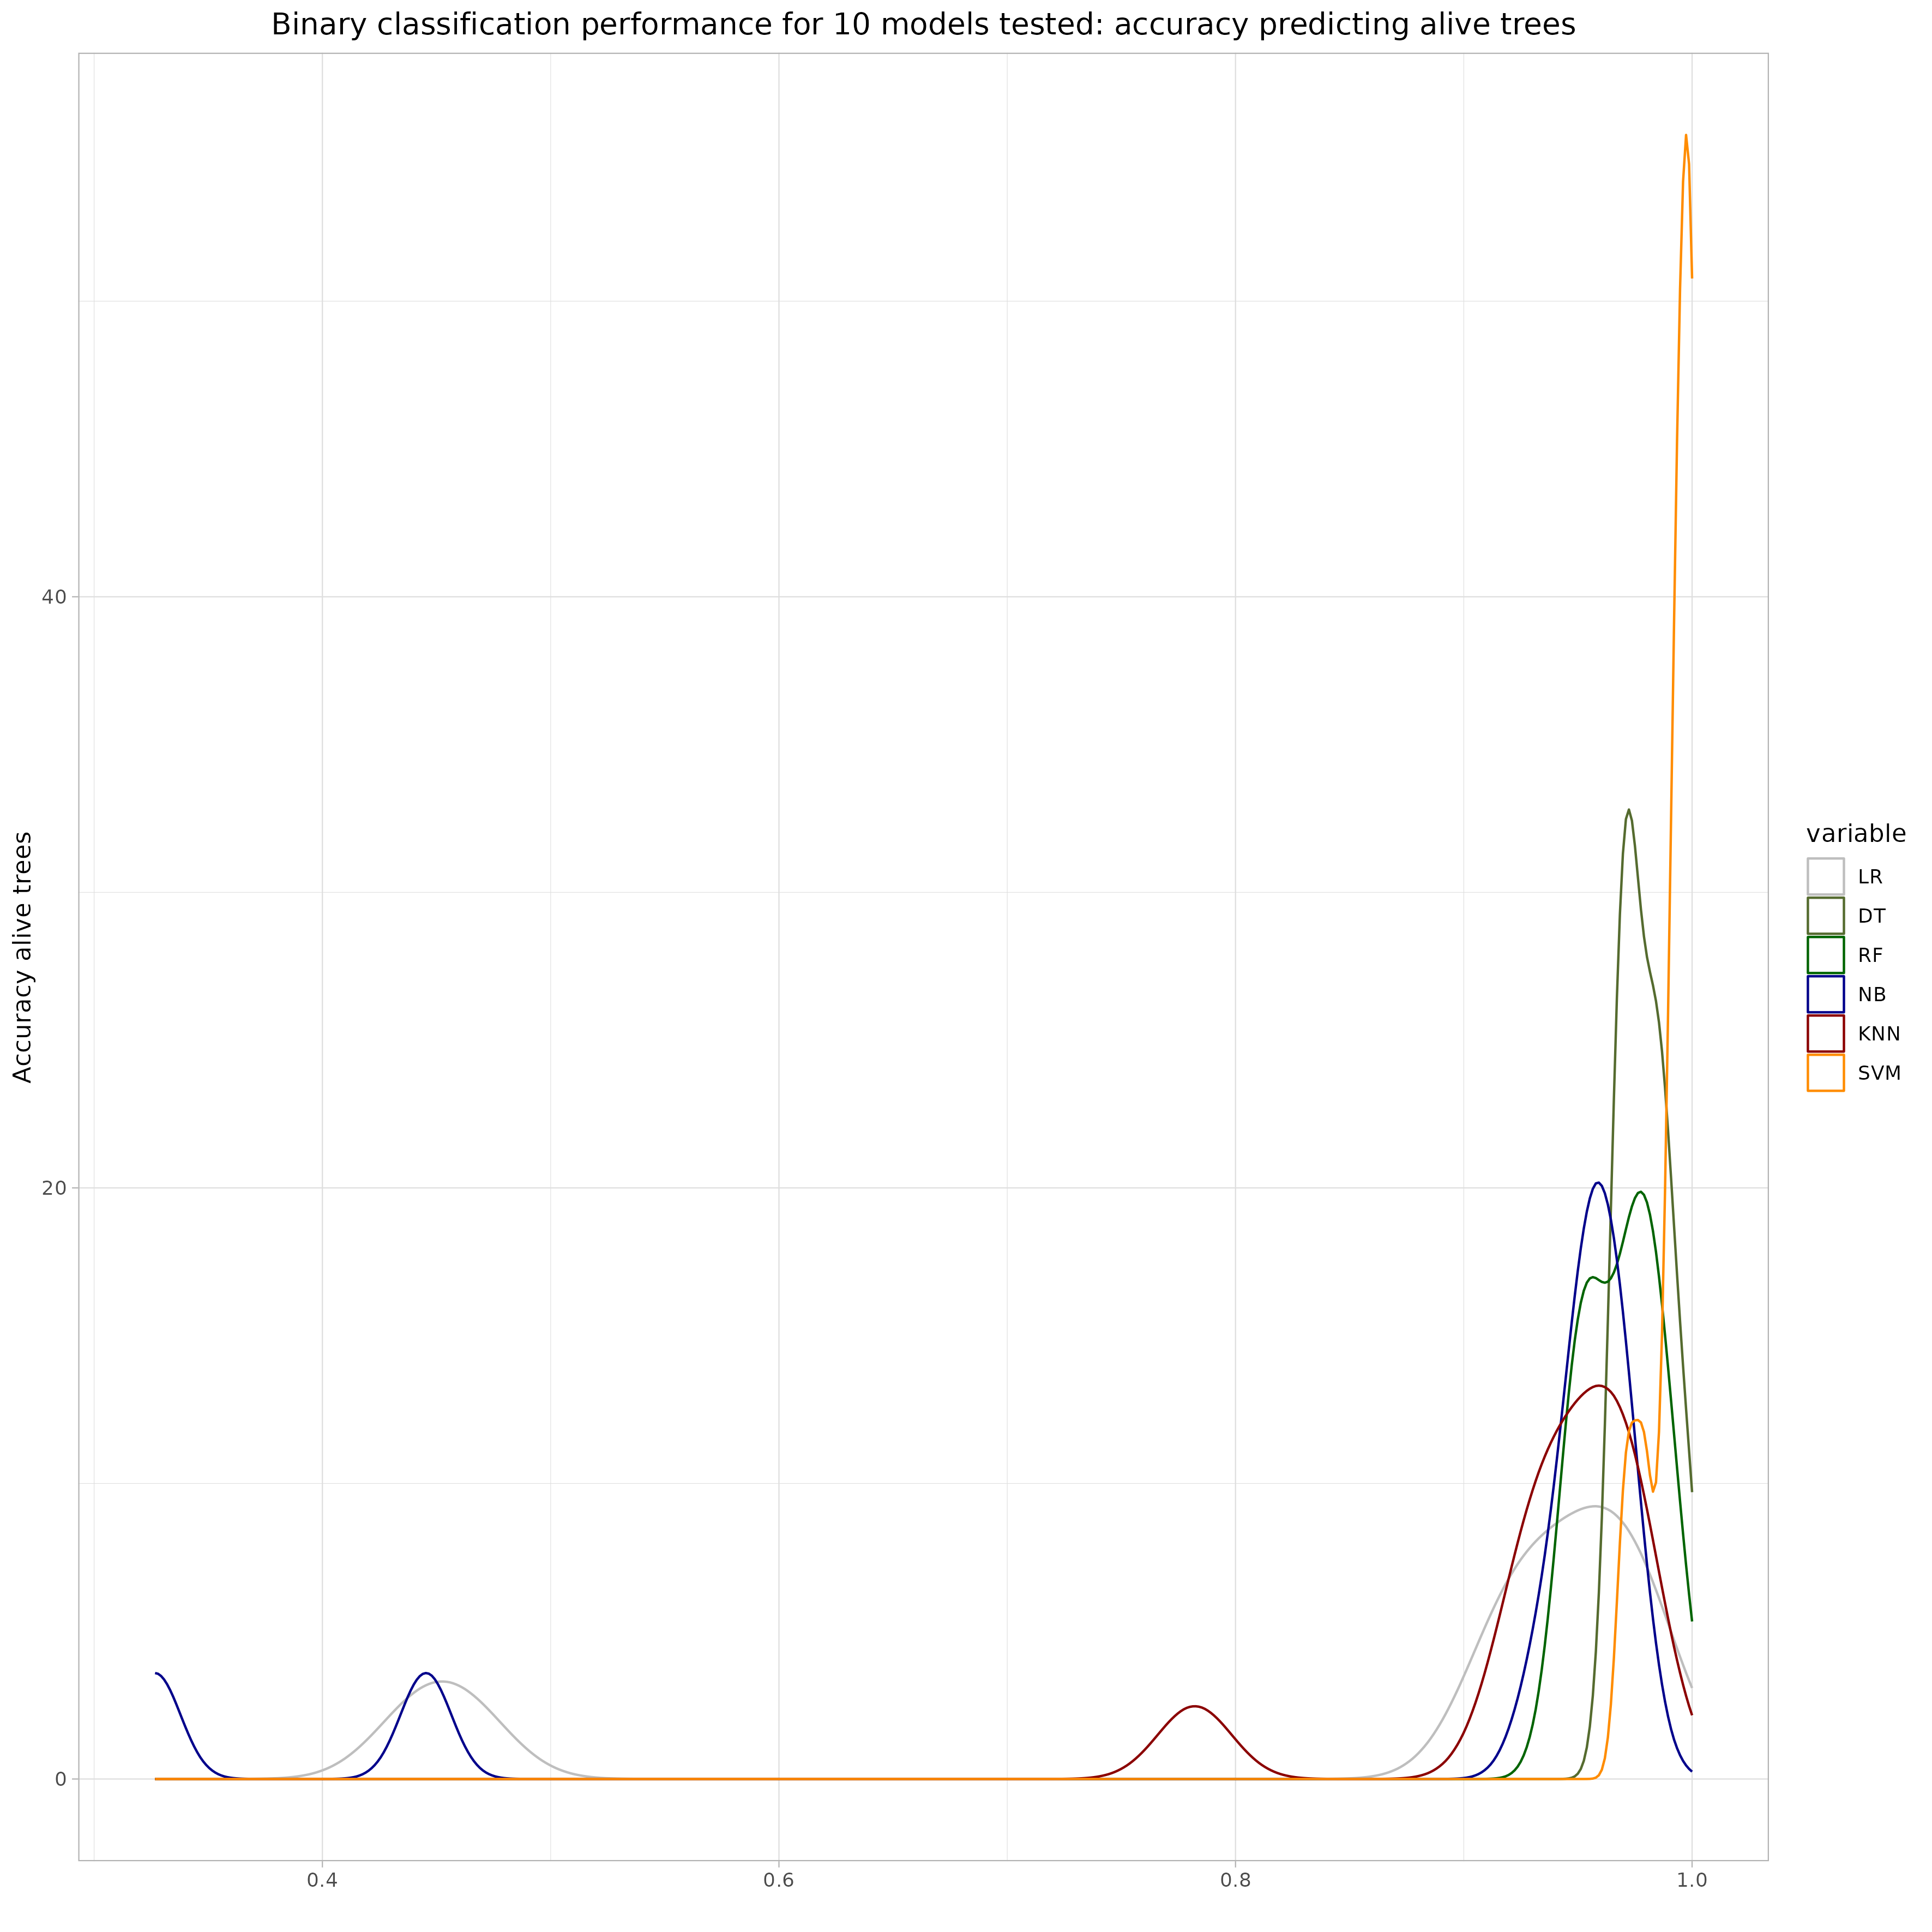 Binary classification performance for 10 models tested: accuracy predicting alive trees
Accuracy alive trees
40
20
0
0.4
0.6
0.8
1.0
variable
LR
DT
RF
NB
KNN
SVM